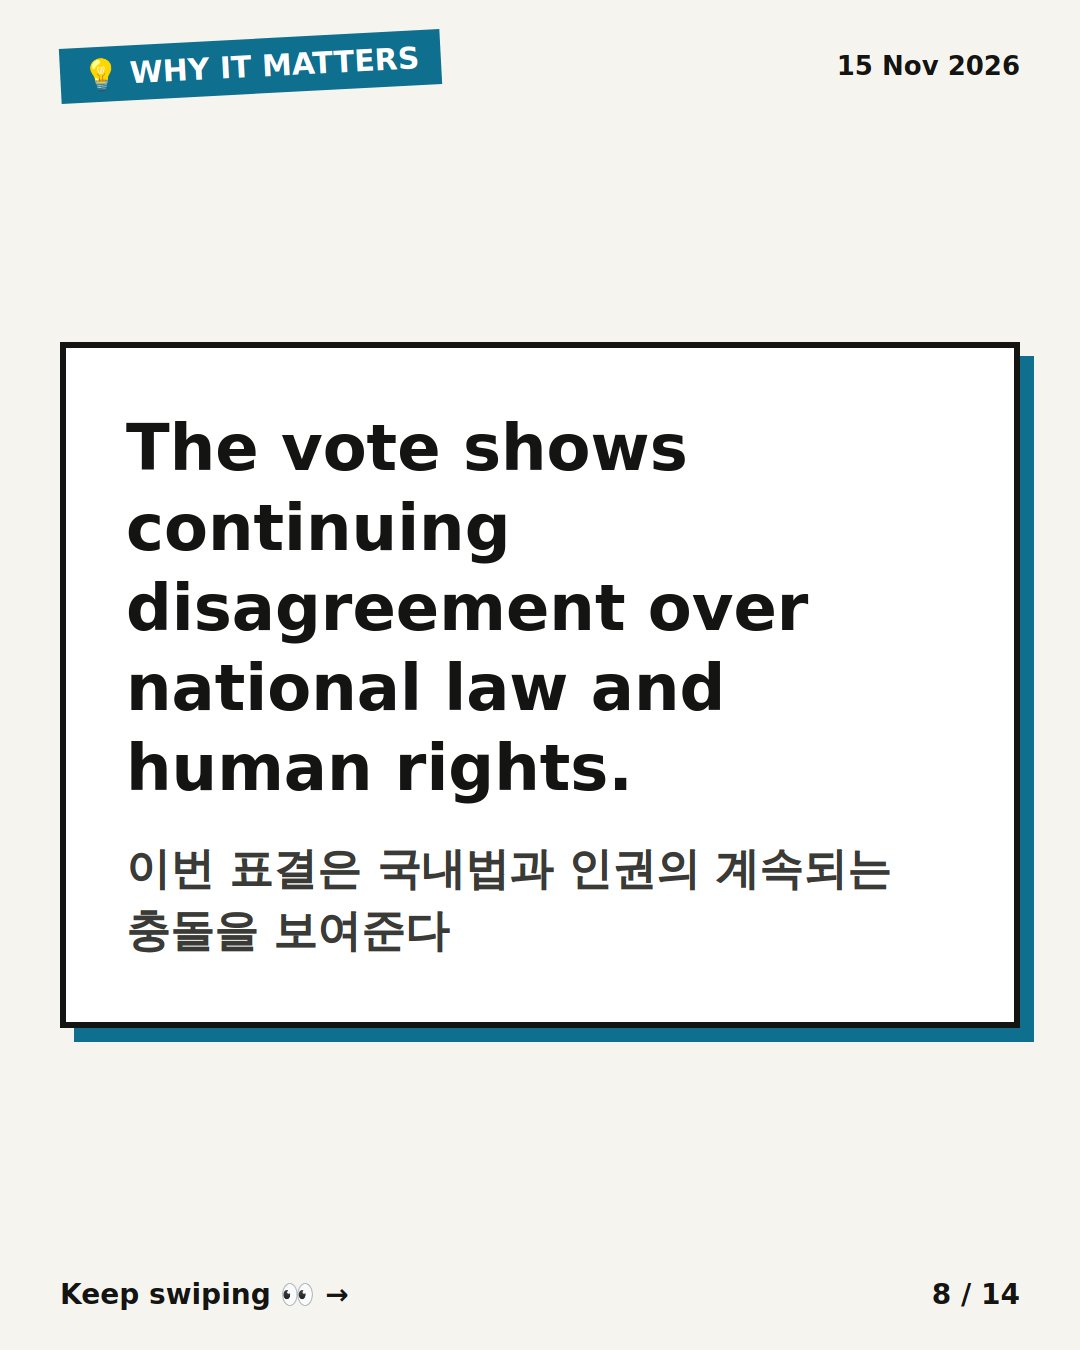 💡 WHY IT MATTERS
15 Nov 2026
The vote shows
continuing
disagreement over
national law and
human rights.
이번 표결은 국내법과 인권의 계속되는
충돌을 보여준다
Keep swiping 👀 →
8 / 14